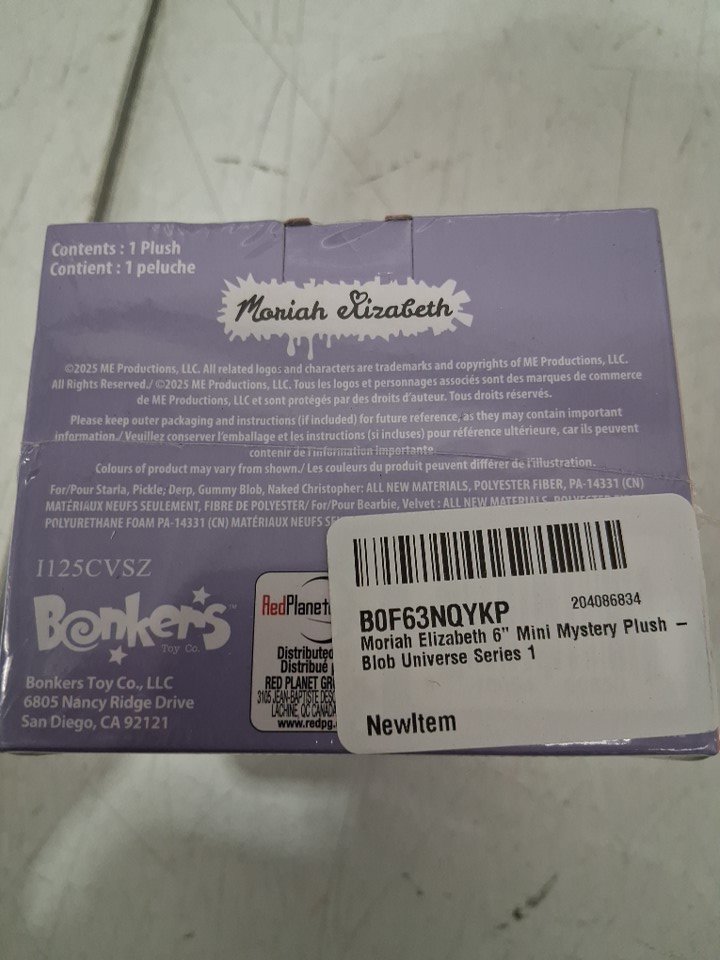 Contents : 1 Plush
Contient : 1 peluche
Moriah Elizabeth
©2025 ME Productions, LLC. All related logos and characters are trademarks and copyrights of ME Productions, LLC.
All Rights Reserved./ ©2025 ME Productions, LLC. Tous les logos et personnages associés sont des marques de commerce
de ME Productions, LLC et sont protégés par des droits d'auteur. Tous droits réservés.
Please keep outer packaging and instructions (if included) for future reference, as they may contain important
information./ Veuillez conserver l'emballage et les instructions (si incluses) pour référence ultérieure, car ils peuvent
contenir de l'information importante
Colours of product may vary from shown./ Les couleurs du produit peuvent différer de l'illustration.
For/Pour Starla, Pickle; Derp, Gummy Blob, Naked Christopher: ALL NEW MATERIALS, POLYESTER FIBER, PA-14331 (CN)
MATÉRIAUX NEUFS SEULEMENT, FIBRE DE POLYESTER/ For/Pour Bearbie, Velvet : ALL NEW MATERIALS,
POLYURETHANE FOAM PA-14331 (CN) MATÉRIAUX NEUFS
I125CVSZ
Bonkers™
Toy Co.
Bonkers Toy Co., LLC
6805 Nancy Ridge Drive
San Diego, CA 92121
RedPlanet
Distributed
Distribué
RED PLANET
3105 JEAN-BAPTISTE
LACHINE, QC CANADA
www.redpg.
B0F63NQYKP 204086834
Moriah Elizabeth 6" Mini Mystery Plush –
Blob Universe Series 1
NewItem